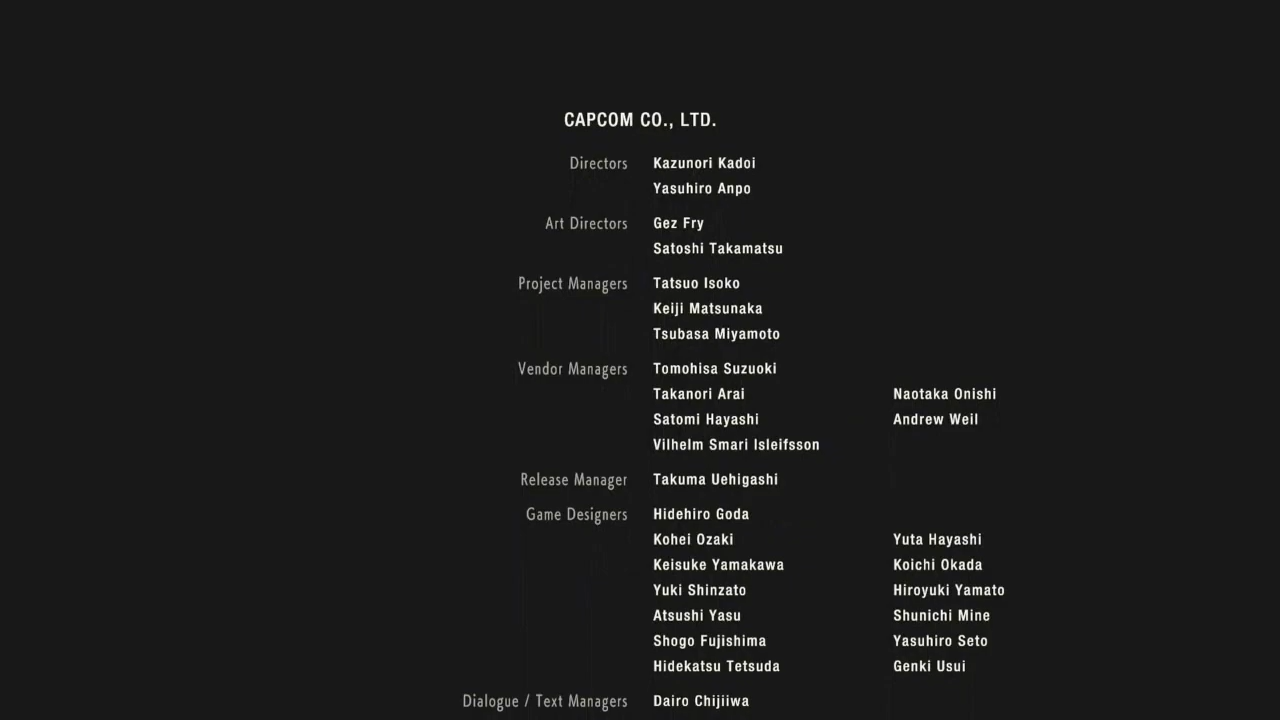 CAPCOM CO., LTD.
Directors Kazunori Kadoi
Yasuhiro Anpo
Art Directors Gez Fry
Satoshi Takamatsu
Project Managers Tatsuo Isoko
Keiji Matsunaka
Tsubasa Miyamoto
Vendor Managers Tomohisa Suzuoki
Takanori Arai Naotaka Onishi
Satomi Hayashi Andrew Weil
Vilhelm Smari Isleifsson
Release Manager Takuma Uehigashi
Game Designers Hidehiro Goda
Kohei Ozaki Yuta Hayashi
Keisuke Yamakawa Koichi Okada
Yuki Shinzato Hiroyuki Yamato
Atsushi Yasu Shunichi Mine
Shogo Fujishima Yasuhiro Seto
Hidekatsu Tetsuda Genki Usui
Dialogue / Text Managers Dairo Chijiiwa